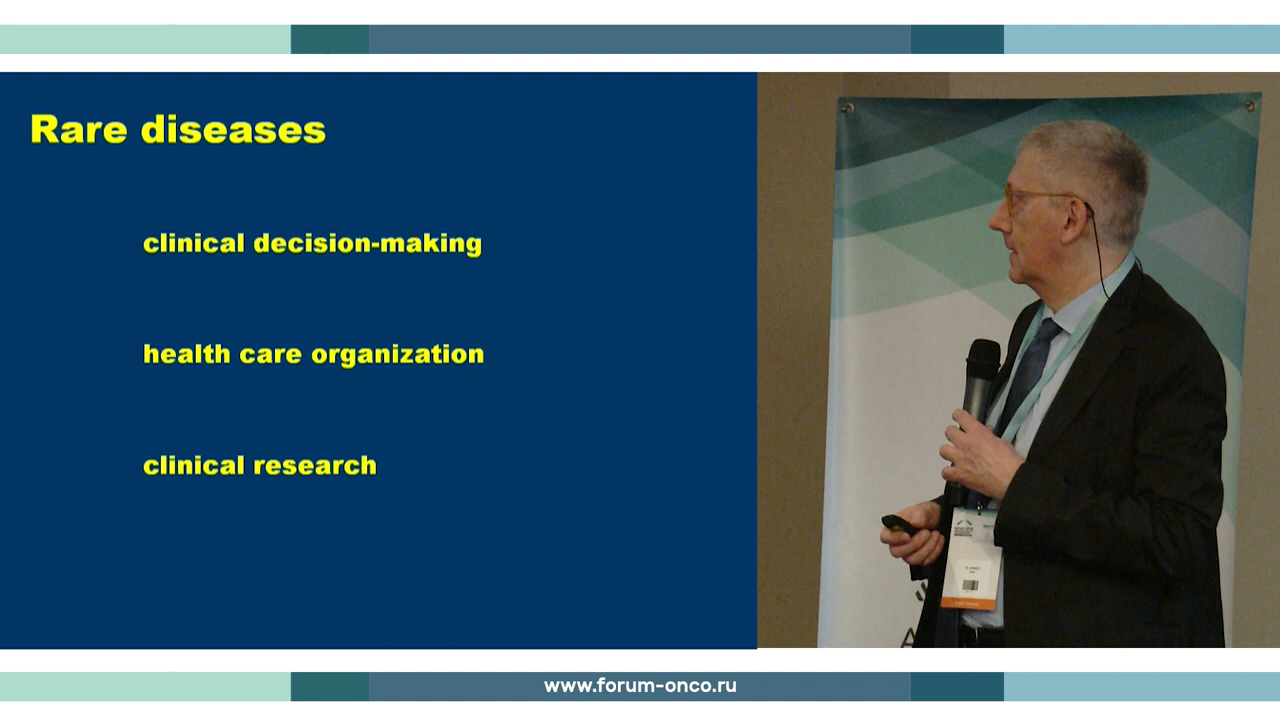 Rare diseases
clinical decision-making
health care organization
clinical research
www.forum-onco.ru